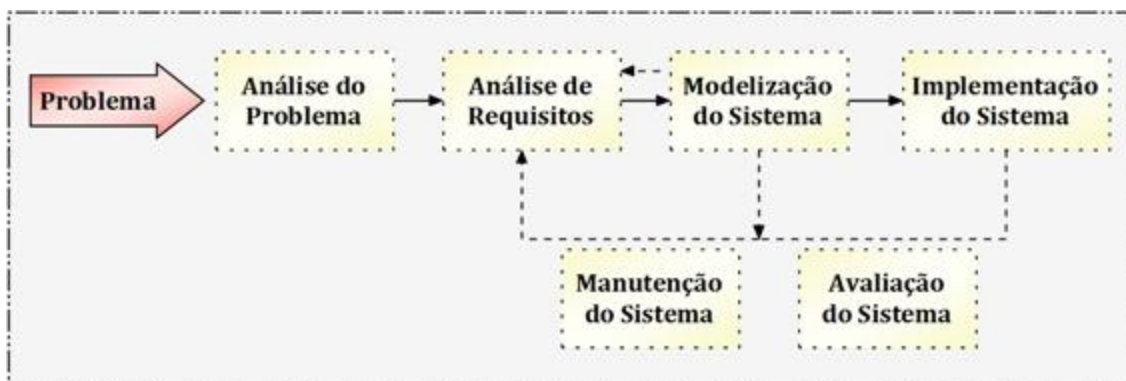 Problema
Análise do
Problema
Análise de
Requisitos
Modelização
do Sistema
Implementação
do Sistema
Manutenção
do Sistema
Avaliação
do Sistema